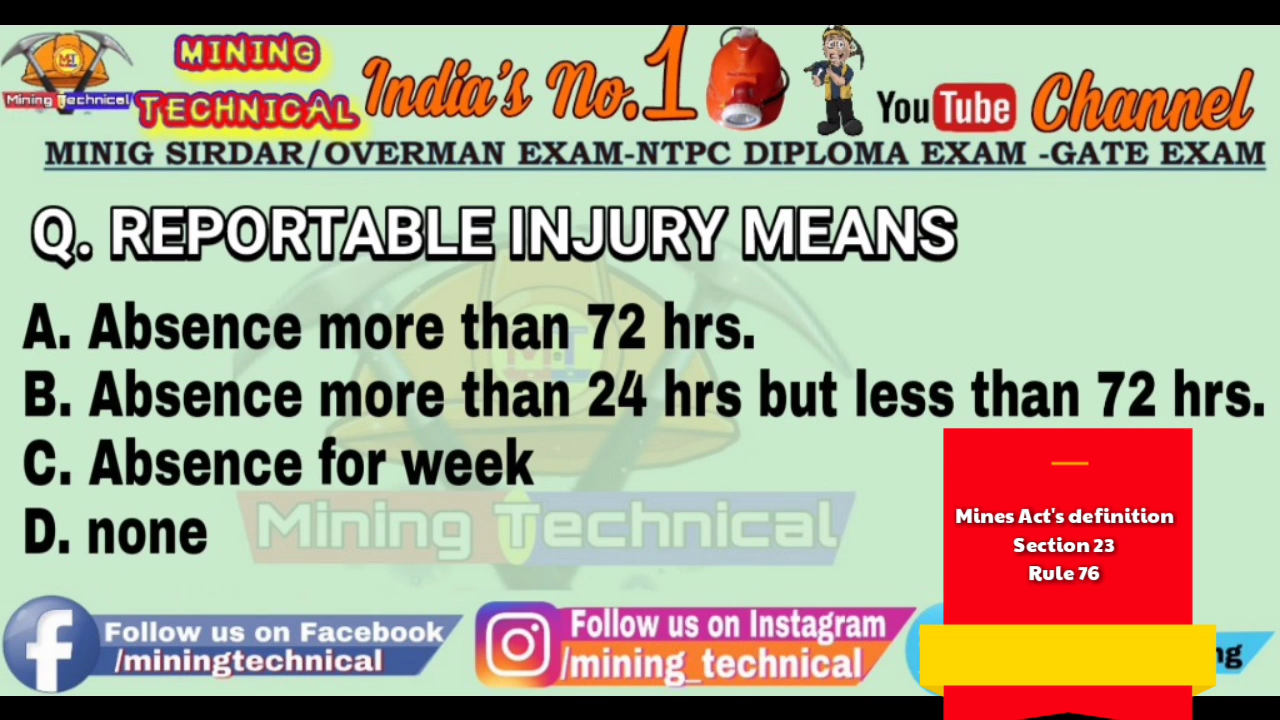 MINING
TECHNICAL
M·T
Mining Technical
India's No.1
YouTube Channel
MINIG SIRDAR/OVERMAN EXAM-NTPC DIPLOMA EXAM -GATE EXAM
Q. REPORTABLE INJURY MEANS
A. Absence more than 72 hrs.
B. Absence more than 24 hrs but less than 72 hrs.
C. Absence for week
D. none
M·T
Mining Technical
Mines Act's definition
Section 23
Rule 76
Follow us on Facebook
/miningtechnical
Follow us on Instagram
/mining_technical
ng